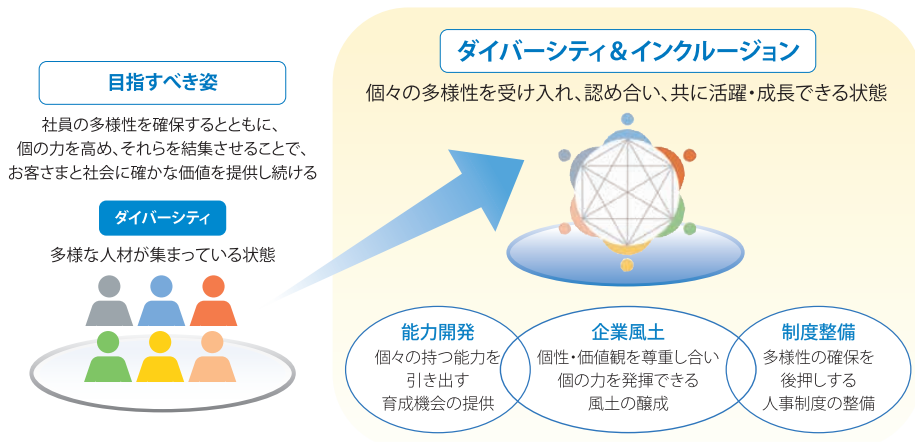 目指すべき姿
社員の多様性を確保するとともに、
個の力を高め、それらを結集させることで、
お客さまと社会に確かな価値を提供し続ける
ダイバーシティ
多様な人材が集まっている状態
ダイバーシティ＆インクルージョン
個々の多様性を受け入れ、認め合い、共に活躍・成長できる状態
能力開発
個々の持つ能力を
引き出す
育成機会の提供
企業風土
個性・価値観を尊重し合い
個の力を発揮できる
風土の醸成
制度整備
多様性の確保を
後押しする
人事制度の整備